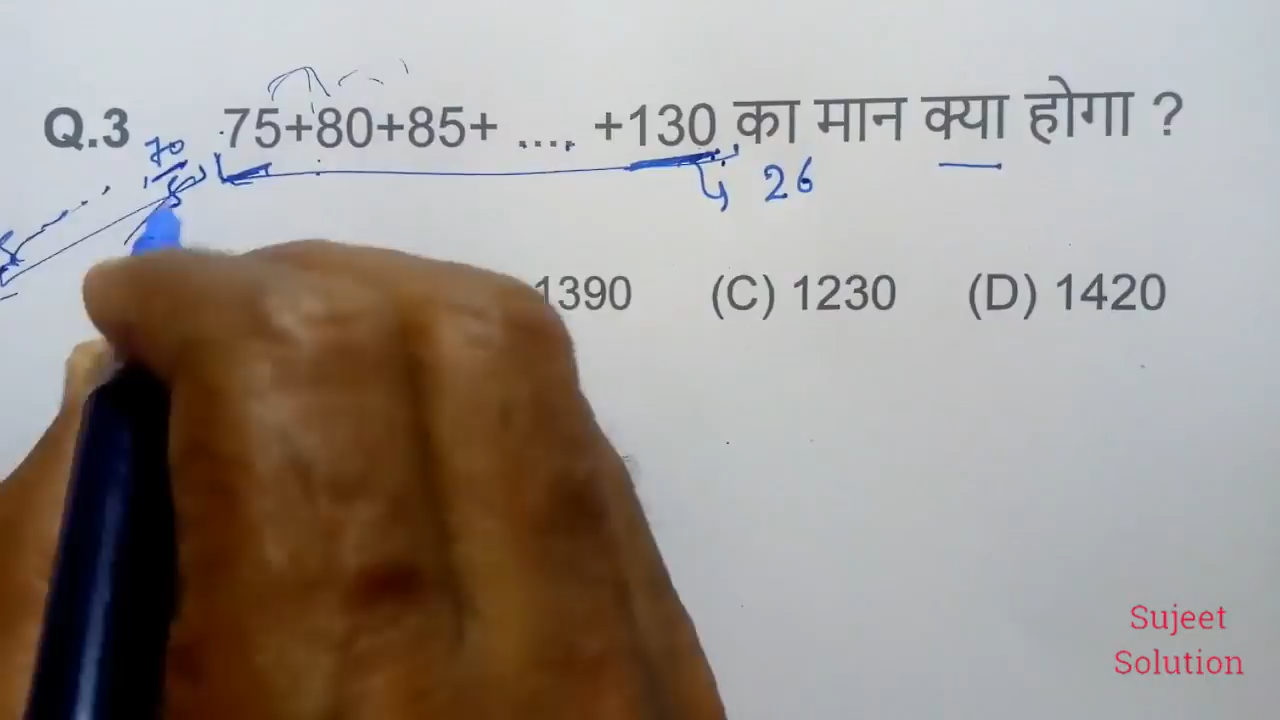 Q.3 75+80+85+ .... +130 का मान क्या होगा ?
70
26
1390 (C) 1230 (D) 1420
Sujeet
Solution